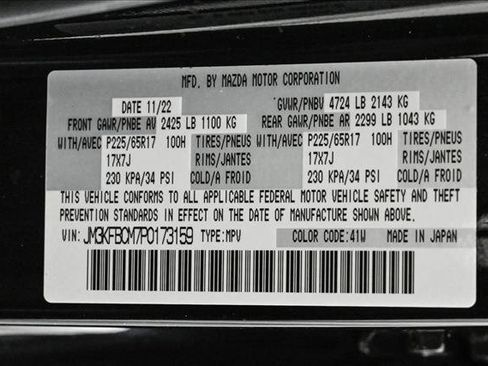 MFD. BY MAZDA MOTOR CORPORATION
DATE 11/22 GVWR/PNBV 4724 LB 2143 KG
FRONT GAWR/PNBE AV 2425 LB 1100 KG REAR GAWR/PNBE AR 2299 LB 1043 KG
WITH/AVEC P225/65R17 100H TIRES/PNEUS WITH/AVEC P225/65R17 100H TIRES/PNEUS
17X7J RIMS/JANTES 17X7J RIMS/JANTES
230 KPA/34 PSI COLD/A FROID 230 KPA/34 PSI COLD/A FROID
THIS VEHICLE CONFORMS TO ALL APPLICABLE FEDERAL MOTOR VEHICLE SAFETY AND THEFT
PREVENTION STANDARDS IN EFFECT ON THE DATE OF MANUFACTURE SHOWN ABOVE.
VIN: JM3KFBCM7P0173159 TYPE:MPV COLOR CODE:41W MADE IN JAPAN